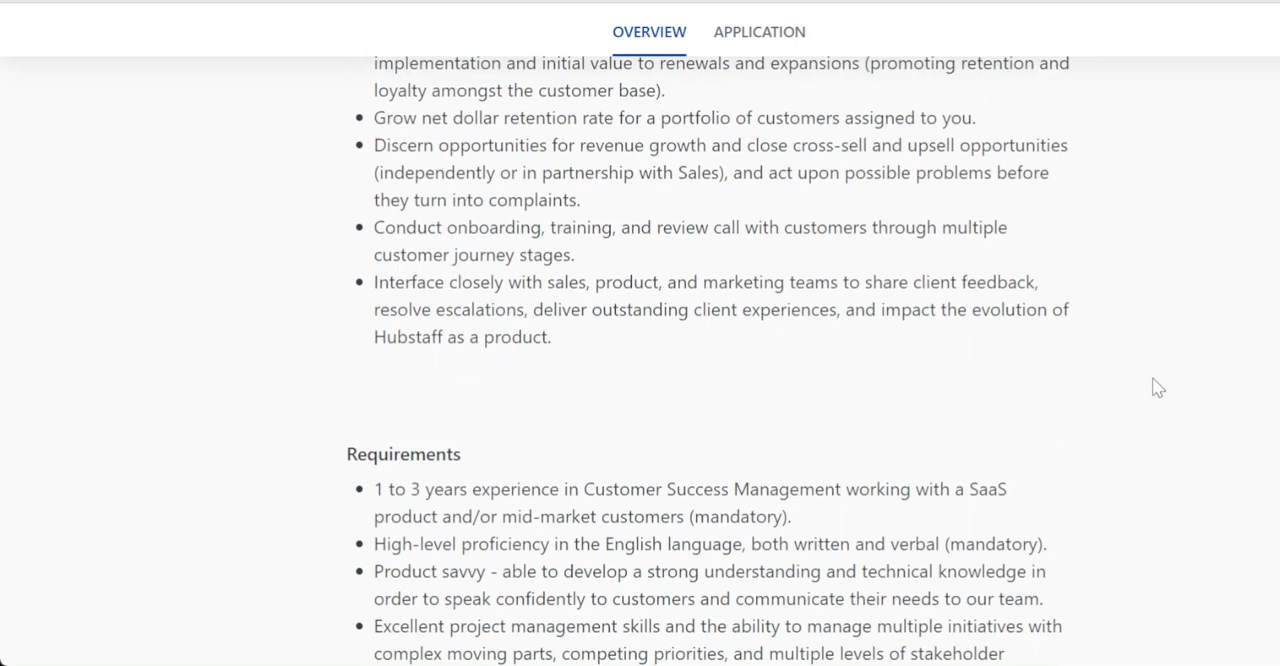 OVERVIEW APPLICATION
implementation and initial value to renewals and expansions (promoting retention and
loyalty amongst the customer base).
• Grow net dollar retention rate for a portfolio of customers assigned to you.
• Discern opportunities for revenue growth and close cross-sell and upsell opportunities
(independently or in partnership with Sales), and act upon possible problems before
they turn into complaints.
• Conduct onboarding, training, and review call with customers through multiple
customer journey stages.
• Interface closely with sales, product, and marketing teams to share client feedback,
resolve escalations, deliver outstanding client experiences, and impact the evolution of
Hubstaff as a product.
Requirements
• 1 to 3 years experience in Customer Success Management working with a SaaS
product and/or mid-market customers (mandatory).
• High-level proficiency in the English language, both written and verbal (mandatory).
• Product savvy - able to develop a strong understanding and technical knowledge in
order to speak confidently to customers and communicate their needs to our team.
• Excellent project management skills and the ability to manage multiple initiatives with
complex moving parts, competing priorities, and multiple levels of stakeholder